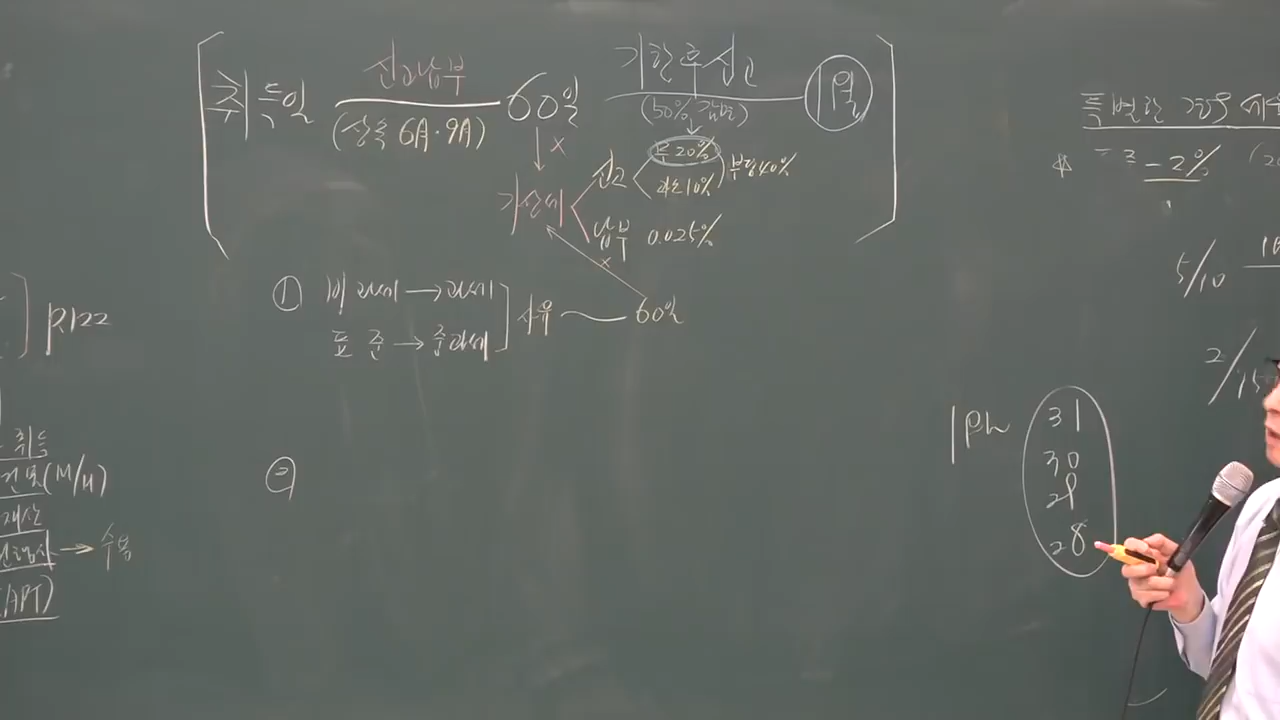 취득일 신고납부 60일 기한후신고 1월
(상속 6月·9月) (50% 감면)
↓ x
가산세 신고 무 20% 과소 10% 부당 40%
납부 0.025%
x
① 비과세 → 과세 ] 사유 ~ 60일
표준 → 중과세
②
특별한 경우 세
표준 - 2%
5/10
2/15
P122
취득
건물(M/H)
재산
→ 수용
(APT)
1월
31
30
29
28